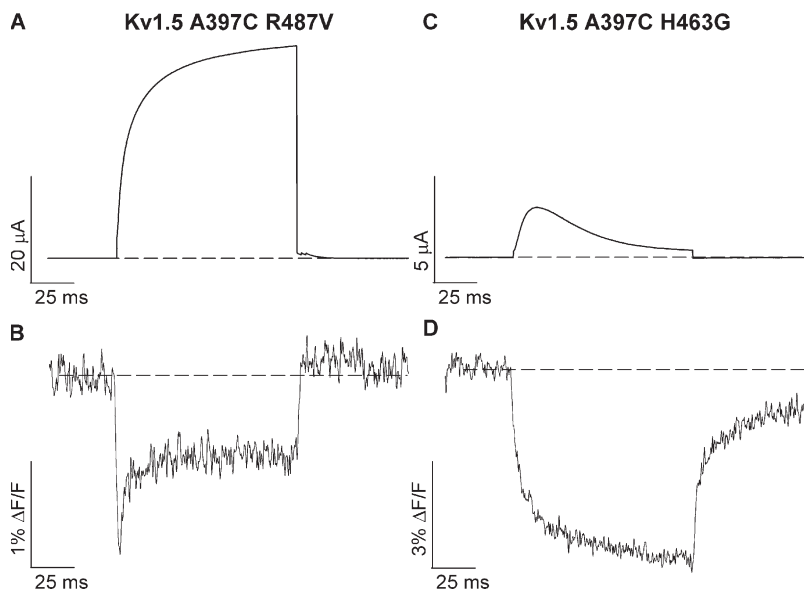 A
Kv1.5 A397C R487V
20 μA
25 ms
B
1% ΔF/F
25 ms
C
Kv1.5 A397C H463G
5 μA
25 ms
D
3% ΔF/F
25 ms